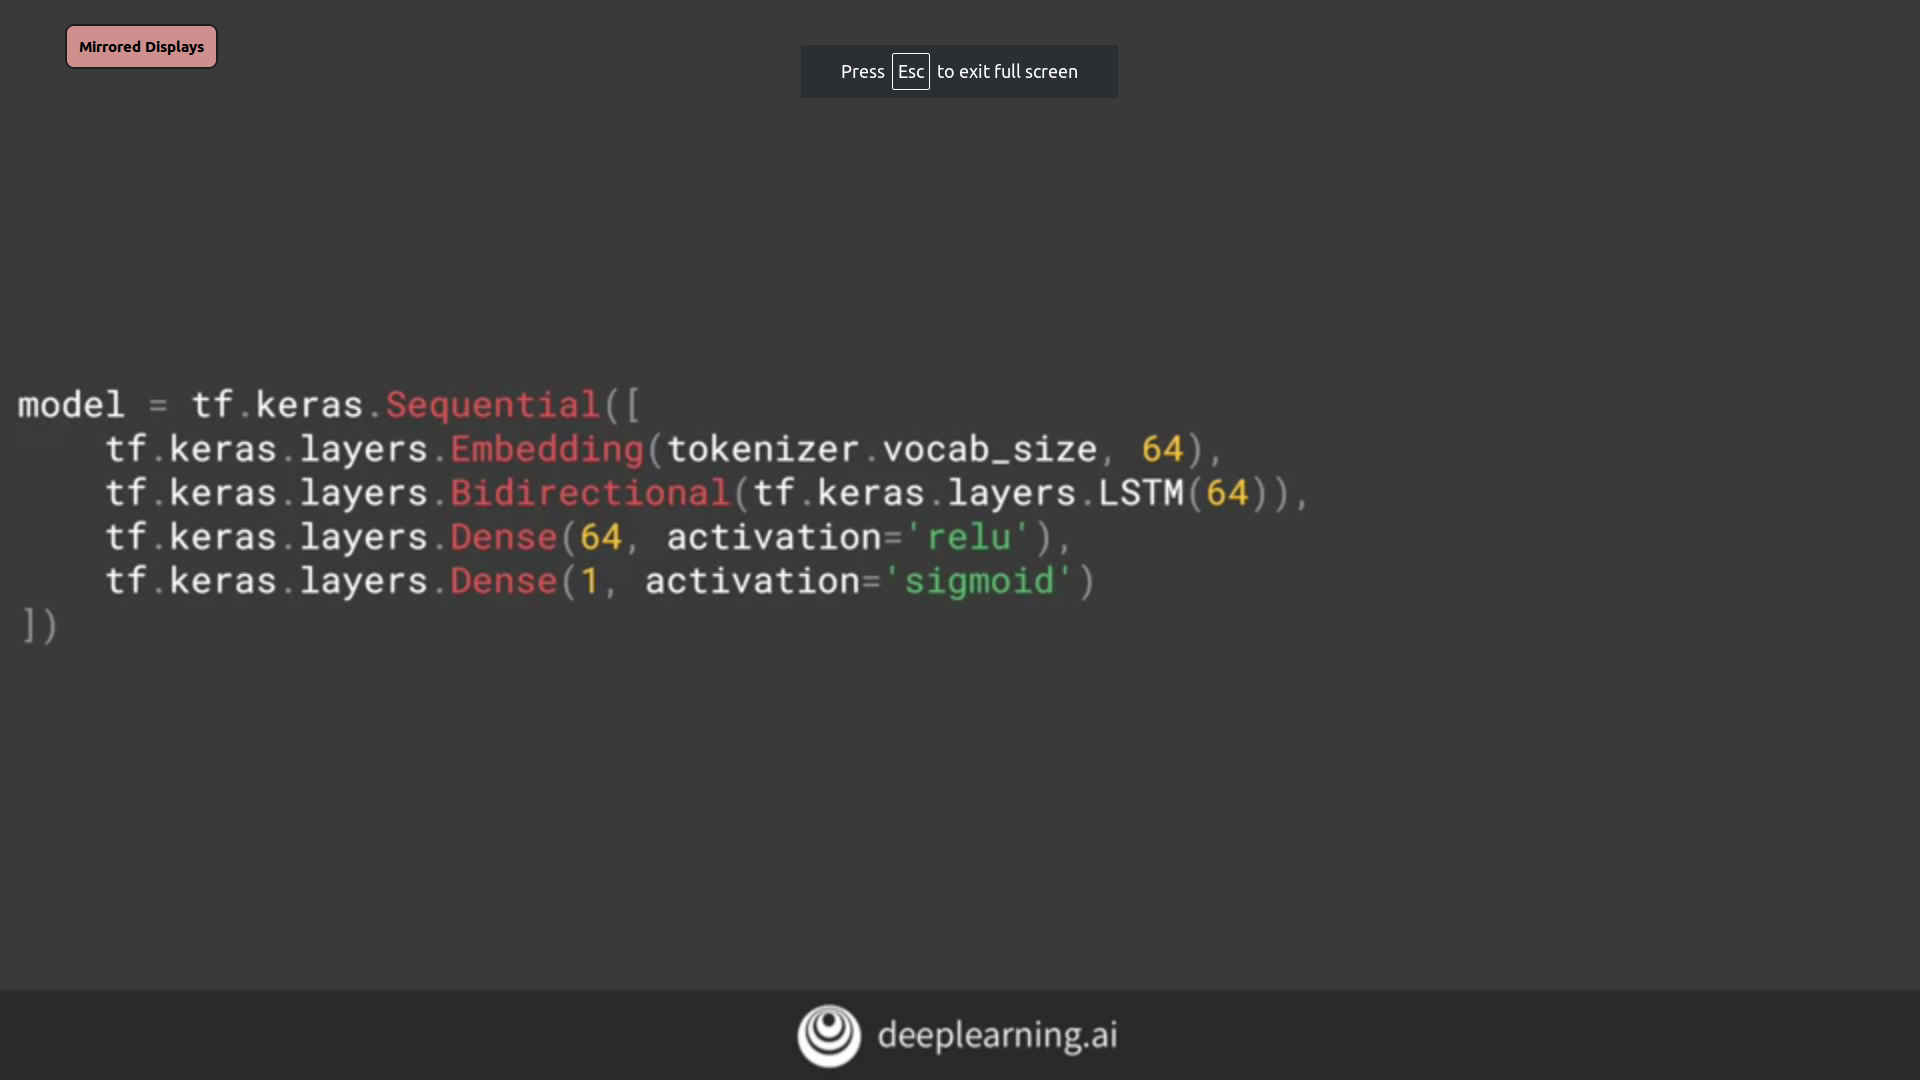 Mirrored Displays
Press Esc to exit full screen
model = tf.keras.Sequential([
    tf.keras.layers.Embedding(tokenizer.vocab_size, 64),
    tf.keras.layers.Bidirectional(tf.keras.layers.LSTM(64)),
    tf.keras.layers.Dense(64, activation='relu'),
    tf.keras.layers.Dense(1, activation='sigmoid')
])
deeplearning.ai